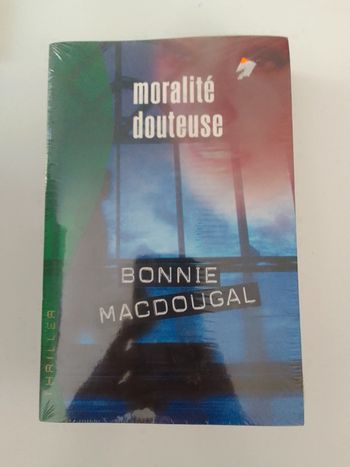 moralité
douteuse
BONNIE
MACDOUGAL
THRILLER